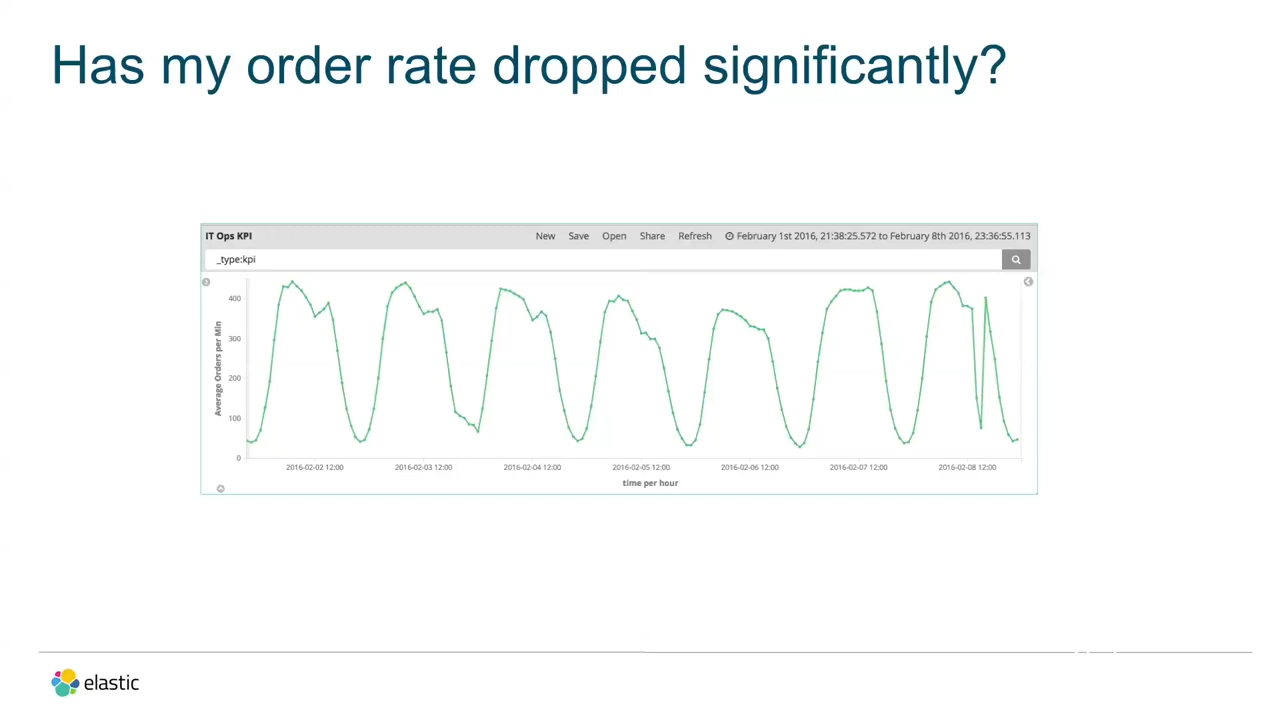 Has my order rate dropped significantly?
IT Ops KPI
New Save Open Share Refresh February 1st 2016, 21:38:25.572 to February 8th 2016, 23:36:55.113
_type:kpi
400
300
200
100
0
Average Orders per Min
2016-02-02 12:00 2016-02-03 12:00 2016-02-04 12:00 2016-02-05 12:00 2016-02-06 12:00 2016-02-07 12:00 2016-02-08 12:00
time per hour
elastic